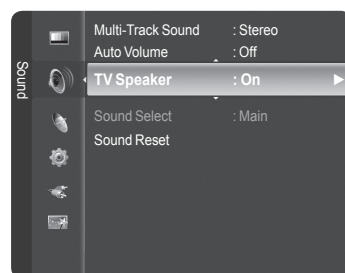 Sound
Multi-Track Sound : Stereo
Auto Volume : Off
TV Speaker : On
Sound Select : Main
Sound Reset